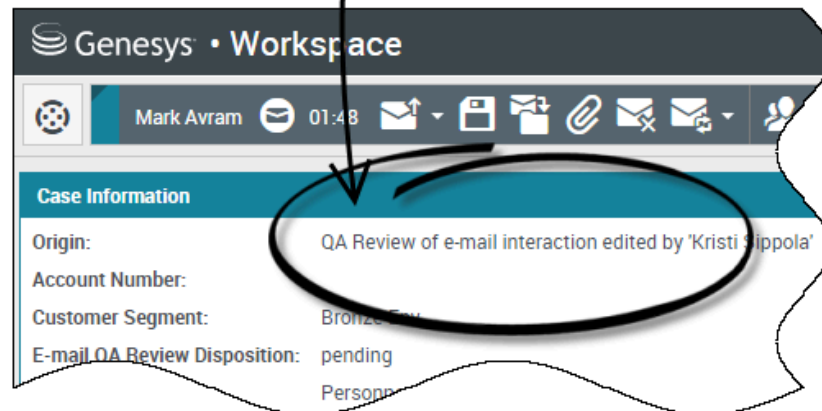 Genesys • Workspace
Mark Avram 01:48
Case Information
Origin: QA Review of e-mail interaction edited by 'Kristi Sippola'
Account Number:
Customer Segment: Bronze
E-mail QA Review Disposition: pending